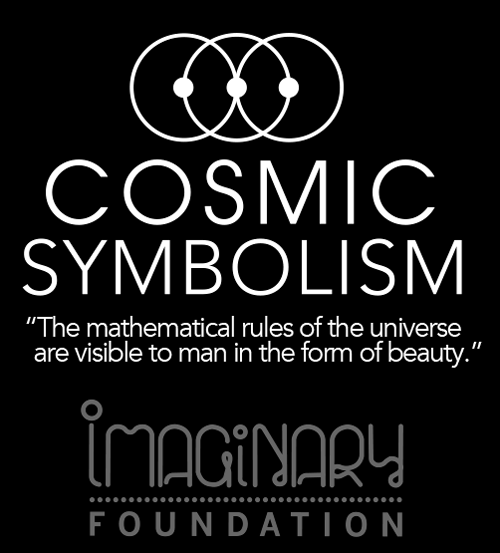 COSMIC
SYMBOLISM
“The mathematical rules of the universe
are visible to man in the form of beauty.”
iMAGiNARY
FOUNDATION